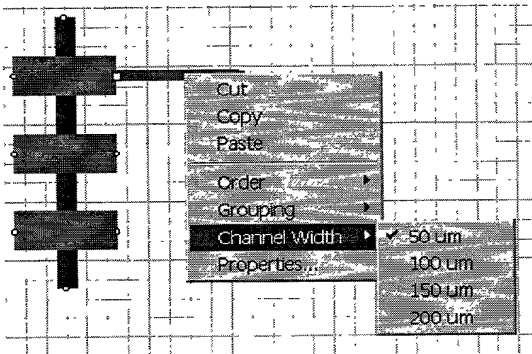 Cut
Copy
Paste
Order
Grouping
Channel Width
Properties...
50 um
100 um
150 um
200 um